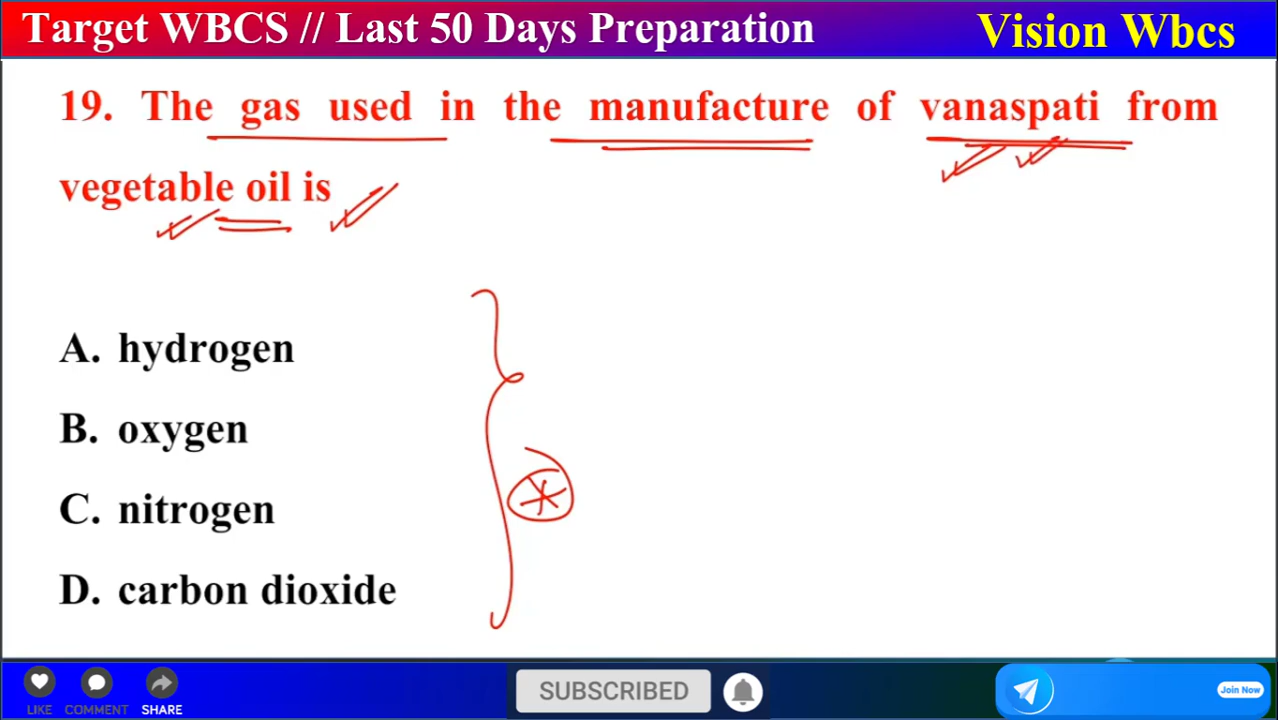 Target WBCS // Last 50 Days Preparation
Vision Wbcs
19. The gas used in the manufacture of vanaspati from
vegetable oil is
A. hydrogen
B. oxygen
C. nitrogen
D. carbon dioxide
LIKE COMMENT SHARE
SUBSCRIBED
Join Now